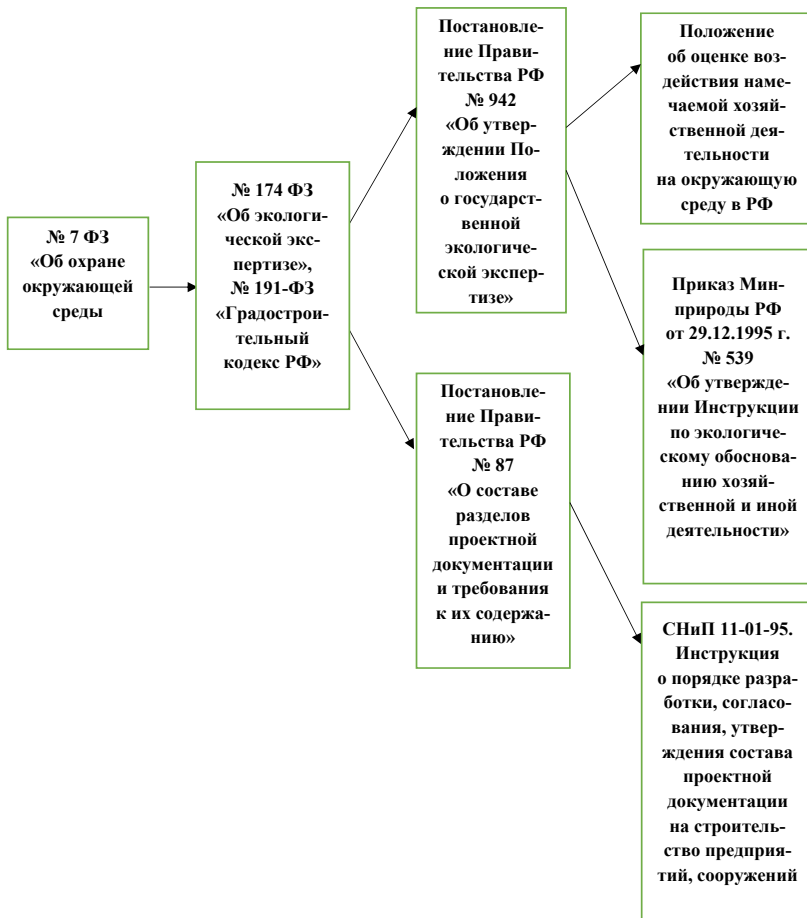 № 7 ФЗ
«Об охране
окружающей
среды
№ 174 ФЗ
«Об экологи-
ческой экс-
пертизе»,
№ 191-ФЗ
«Градострои-
тельный
кодекс РФ»
Постановле-
ние Прави-
тельства РФ
№ 942
«Об утвер-
ждении По-
ложения
о государст-
венной
экологиче-
ской экспер-
тизе»
Постановле-
ние Прави-
тельства РФ
№ 87
«О составе
разделов
проектной
документации
и требования
к их содержа-
нию»
Положение
об оценке воз-
действия наме-
чаемой хозяй-
ственной дея-
тельности
на окружающую
среду в РФ
Приказ Мин-
природы РФ
от 29.12.1995 г.
№ 539
«Об утвержде-
нии Инструкции
по экологиче-
скому обоснова-
нию хозяй-
ственной и иной
деятельности»
СНиП 11-01-95.
Инструкция
о порядке разра-
ботки, согласо-
вания, утвер-
ждения состава
проектной
документации
на строитель-
ство предприя-
тий, сооружений